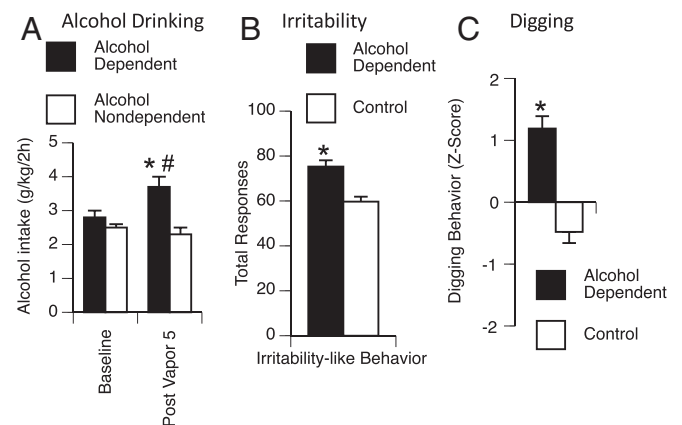 A
Alcohol Drinking
Alcohol
Dependent
Alcohol
Nondependent
Alcohol intake (g/kg/2h)
5
4
3
2
1
0
* #
Baseline
Post Vapor 5
B
Irritability
Alcohol
Dependent
Control
Total Responses
100
80
60
40
20
0
*
Irritability-like Behavior
C
Digging
Digging Behavior (Z-Score)
2
1
0
-1
-2
*
Alcohol
Dependent
Control